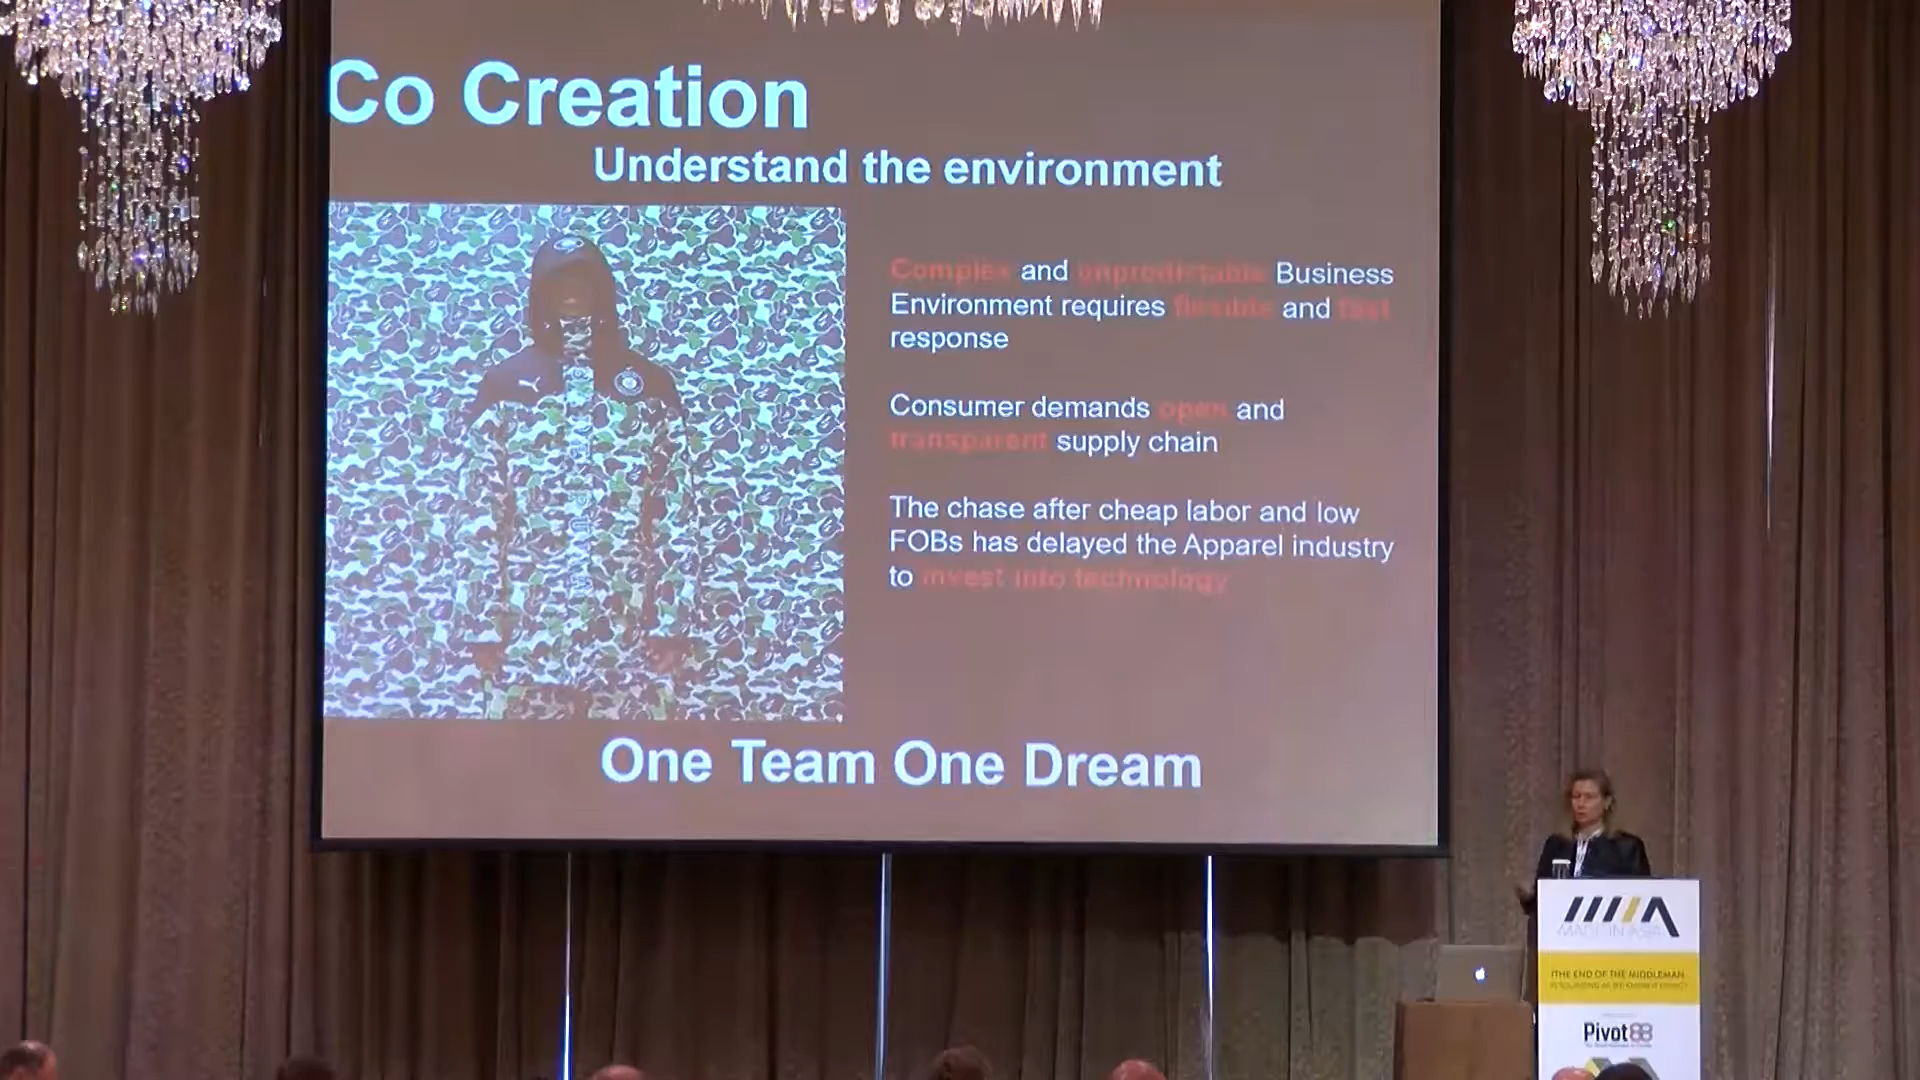 Co Creation
Understand the environment
Complex and unpredictable Business
Environment requires flexible and fast
response
Consumer demands open and
transparent supply chain
The chase after cheap labor and low
FOBs has delayed the Apparel industry
to invest into technology
One Team One Dream
MADE IN ASIA
THE END OF THE MIDDLEMAN
Pivot88